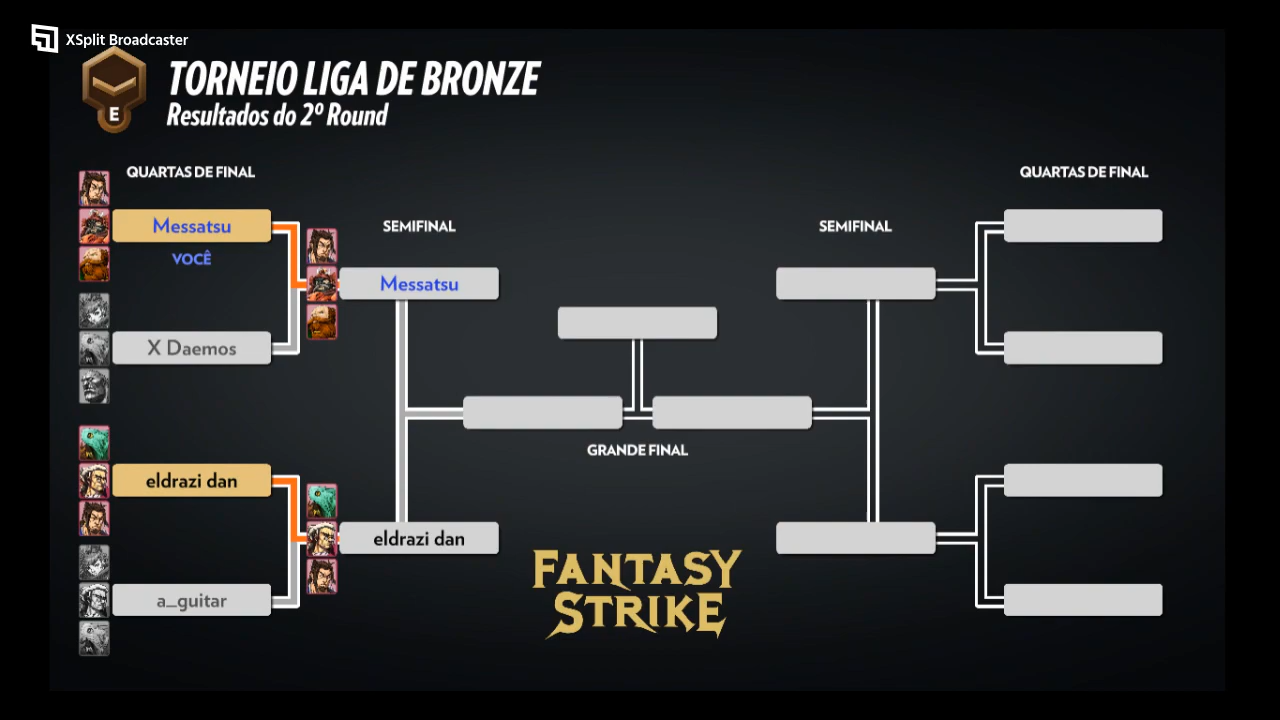 XSplit Broadcaster
E
TORNEIO LIGA DE BRONZE
Resultados do 2º Round
QUARTAS DE FINAL
Messatsu
VOCÊ
X Daemos
eldrazi dan
a_guitar
SEMIFINAL
Messatsu
eldrazi dan
GRANDE FINAL
FANTASY
STRIKE
SEMIFINAL
QUARTAS DE FINAL